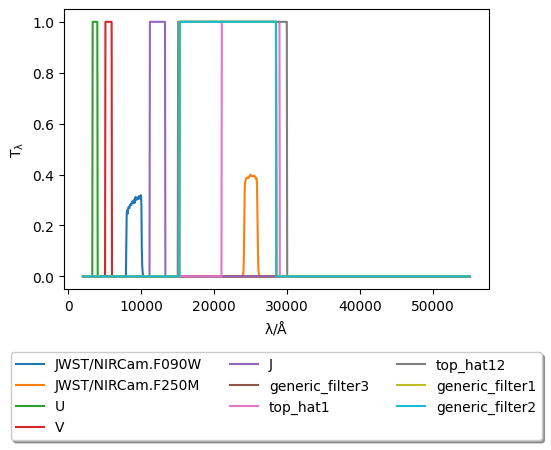 1.0
0.8
0.6
0.4
0.2
0.0
Tλ
0 10000 20000 30000 40000 50000
λ/Å
JWST/NIRCam.F090W J top_hat12
JWST/NIRCam.F250M generic_filter3 generic_filter1
U top_hat1 generic_filter2
V